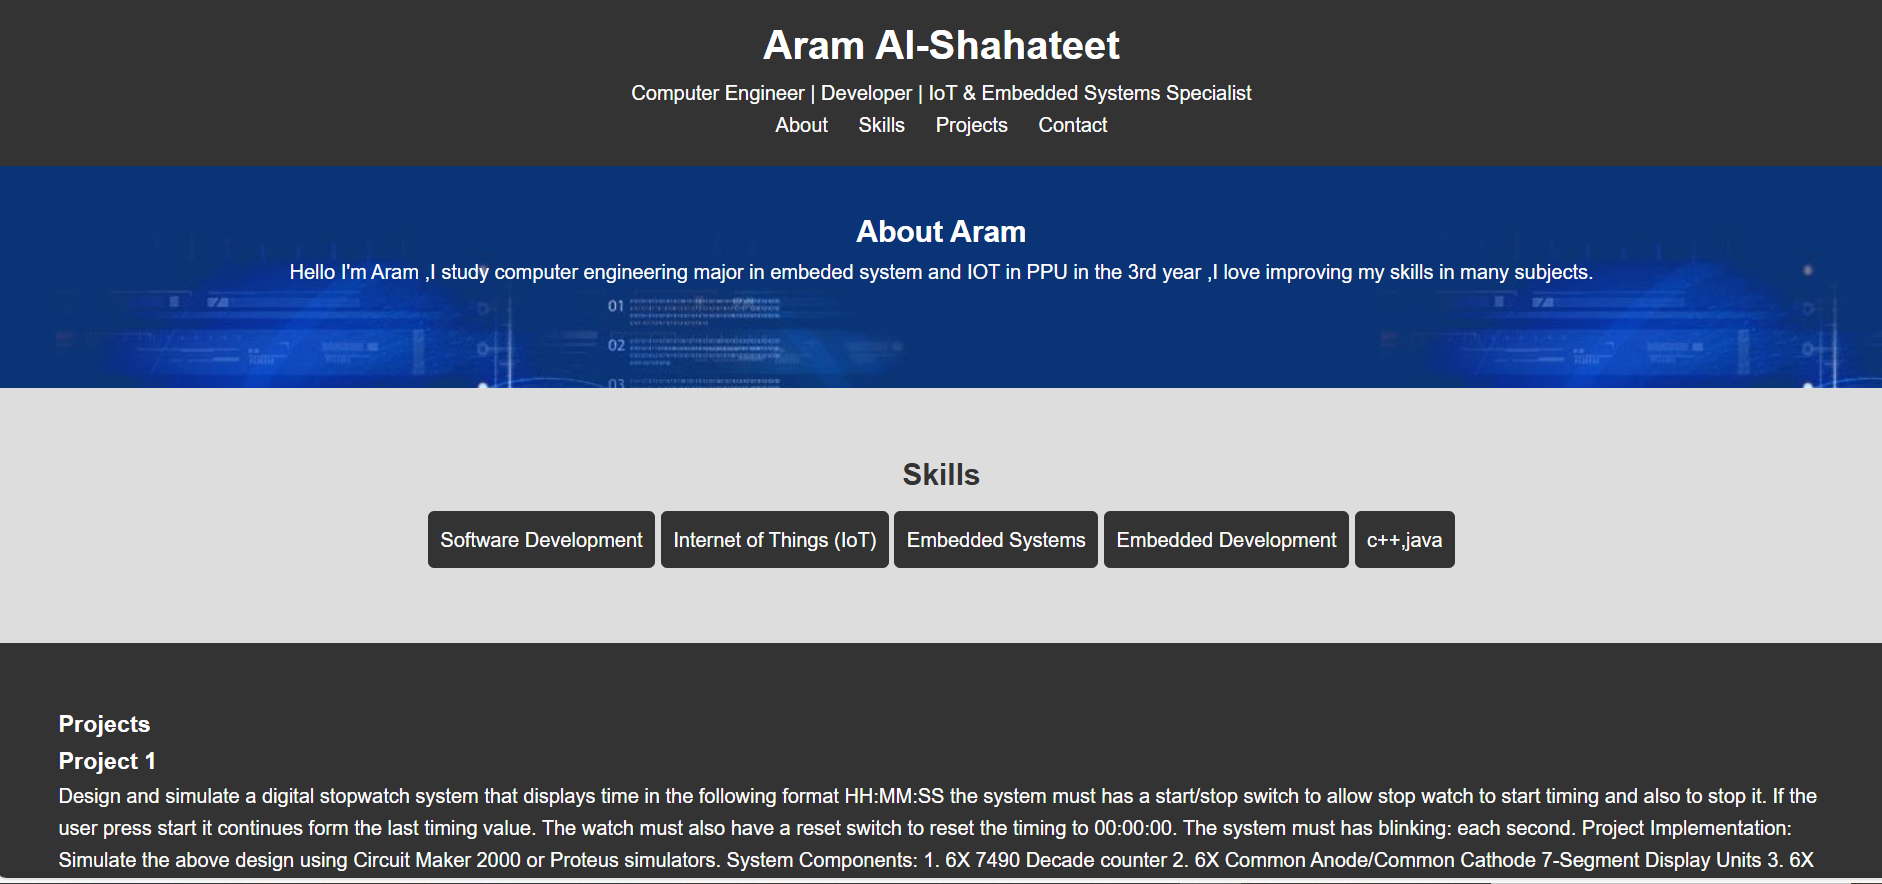 Aram Al-Shahateet
Computer Engineer | Developer | IoT & Embedded Systems Specialist
About Skills Projects Contact
About Aram
Hello I'm Aram ,I study computer engineering major in embeded system and IOT in PPU in the 3rd year ,I love improving my skills in many subjects.
01
02
03
Skills
Software Development Internet of Things (IoT) Embedded Systems Embedded Development c++,java
Projects
Project 1
Design and simulate a digital stopwatch system that displays time in the following format HH:MM:SS the system must has a start/stop switch to allow stop watch to start timing and also to stop it. If the
user press start it continues form the last timing value. The watch must also have a reset switch to reset the timing to 00:00:00. The system must has blinking: each second. Project Implementation:
Simulate the above design using Circuit Maker 2000 or Proteus simulators. System Components: 1. 6X 7490 Decade counter 2. 6X Common Anode/Common Cathode 7-Segment Display Units 3. 6X